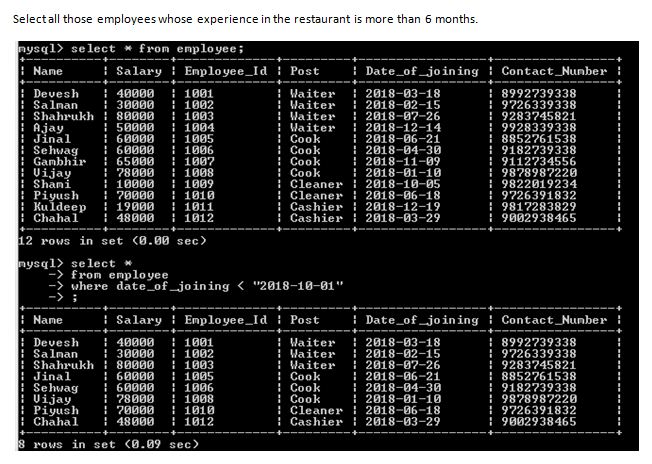 Select all those employees whose experience in the restaurant is more than 6 months.
mysql> select * from employee;
+----------+--------+-------------+---------+-----------------+----------------+
| Name | Salary | Employee_Id | Post | Date_of_joining | Contact_Number |
+----------+--------+-------------+---------+-----------------+----------------+
| Devesh | 40000 | 1001 | Waiter | 2018-03-18 | 8992739338 |
| Salman | 30000 | 1002 | Waiter | 2018-02-15 | 9726339338 |
| Shahrukh | 80000 | 1003 | Waiter | 2018-07-26 | 9283745821 |
| Ajay | 50000 | 1004 | Waiter | 2018-12-14 | 9928339338 |
| Jinal | 60000 | 1005 | Cook | 2018-06-21 | 8852761538 |
| Sehwag | 60000 | 1006 | Cook | 2018-04-30 | 9182739338 |
| Gambhir | 65000 | 1007 | Cook | 2018-11-09 | 9112734556 |
| Vijay | 78000 | 1008 | Cook | 2018-01-10 | 9878987220 |
| Shami | 10000 | 1009 | Cleaner | 2018-10-05 | 9822019234 |
| Piyush | 70000 | 1010 | Cleaner | 2018-06-18 | 9726391832 |
| Kuldeep | 19000 | 1011 | Cashier | 2018-12-19 | 9817283829 |
| Chahal | 48000 | 1012 | Cashier | 2018-03-29 | 9002938465 |
+----------+--------+-------------+---------+-----------------+----------------+
12 rows in set (0.00 sec)
mysql> select *
-> from employee
-> where date_of_joining < "2018-10-01"
-> ;
+----------+--------+-------------+---------+-----------------+----------------+
| Name | Salary | Employee_Id | Post | Date_of_joining | Contact_Number |
+----------+--------+-------------+---------+-----------------+----------------+
| Devesh | 40000 | 1001 | Waiter | 2018-03-18 | 8992739338 |
| Salman | 30000 | 1002 | Waiter | 2018-02-15 | 9726339338 |
| Shahrukh | 80000 | 1003 | Waiter | 2018-07-26 | 9283745821 |
| Jinal | 60000 | 1005 | Cook | 2018-06-21 | 8852761538 |
| Sehwag | 60000 | 1006 | Cook | 2018-04-30 | 9182739338 |
| Vijay | 78000 | 1008 | Cook | 2018-01-10 | 9878987220 |
| Piyush | 70000 | 1010 | Cleaner | 2018-06-18 | 9726391832 |
| Chahal | 48000 | 1012 | Cashier | 2018-03-29 | 9002938465 |
+----------+--------+-------------+---------+-----------------+----------------+
8 rows in set (0.09 sec)